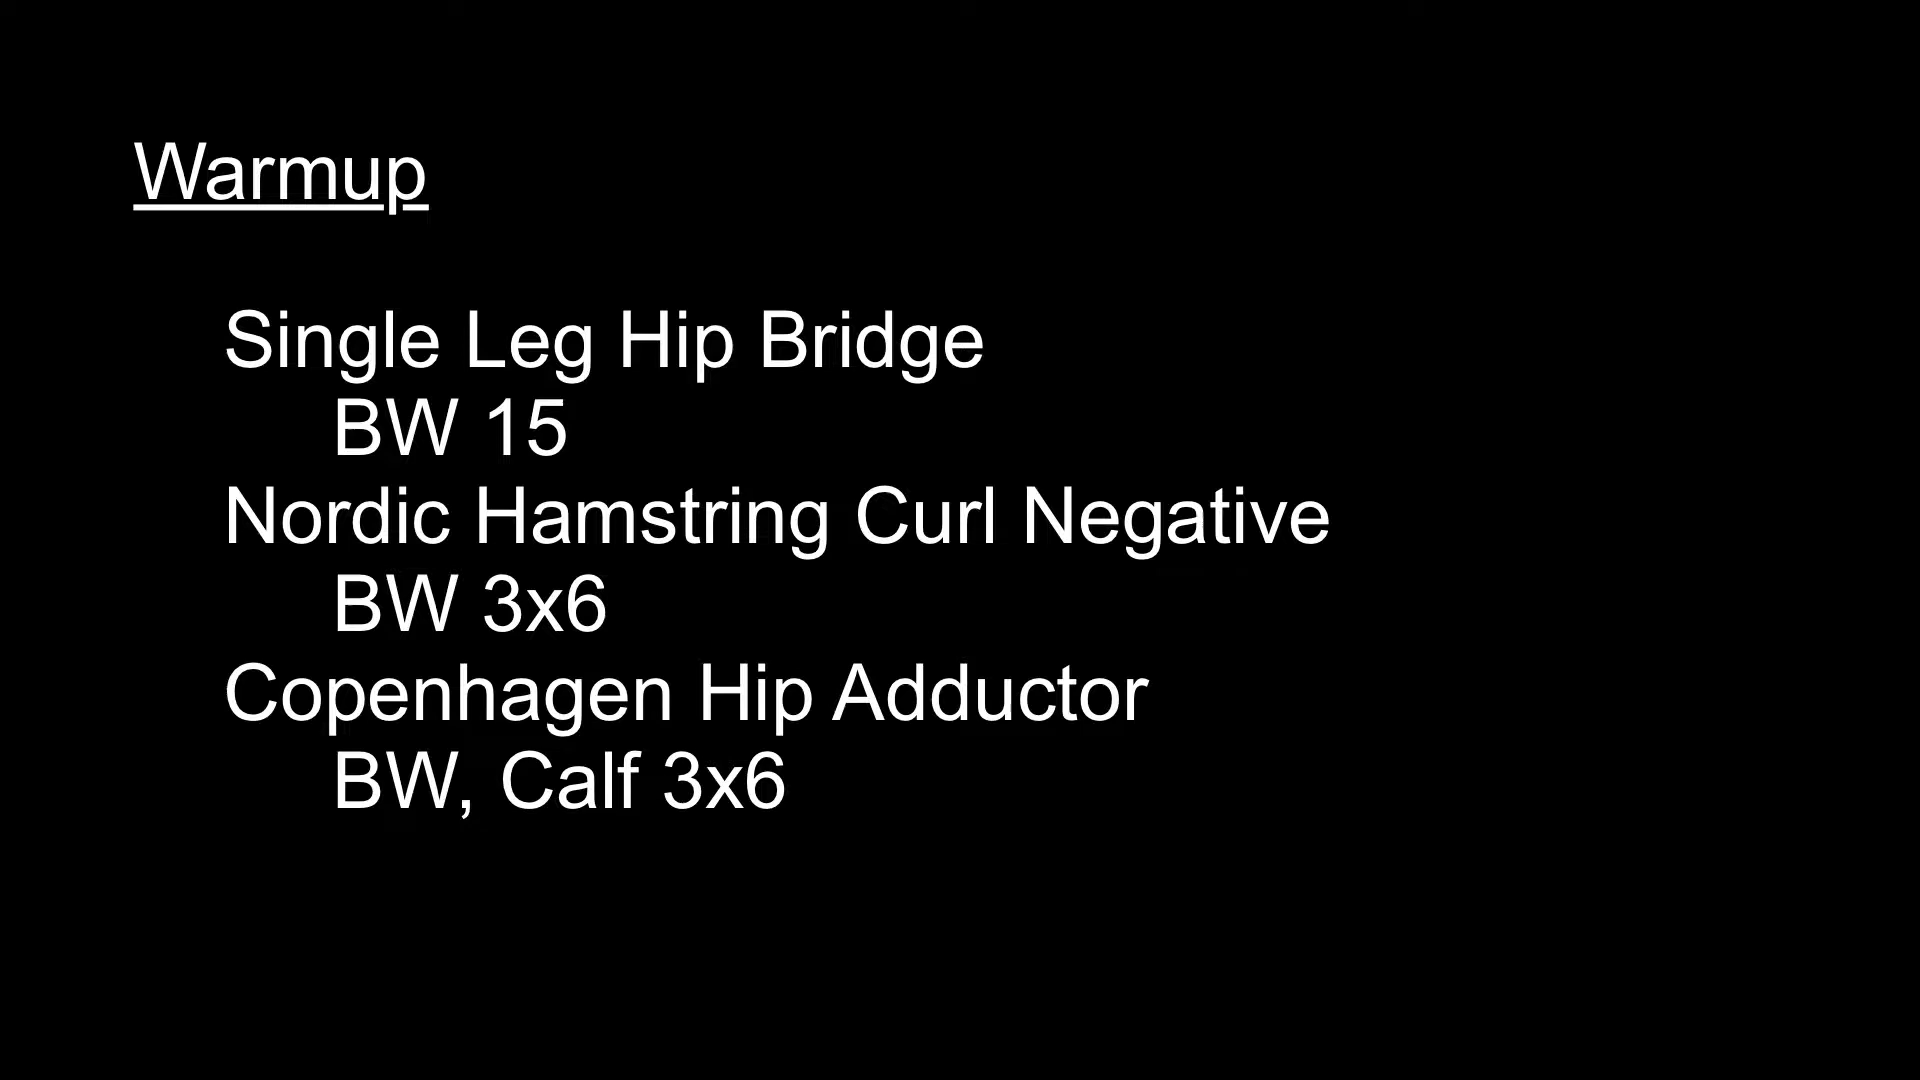 Warmup
Single Leg Hip Bridge
BW 15
Nordic Hamstring Curl Negative
BW 3x6
Copenhagen Hip Adductor
BW, Calf 3x6